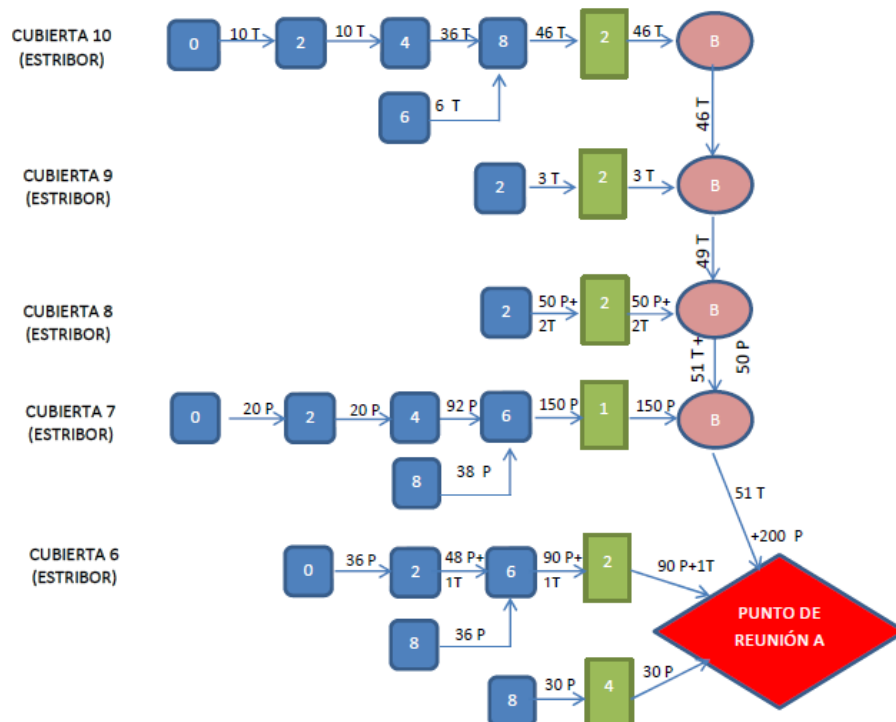 CUBIERTA 10
(ESTRIBOR)
0 10 T 2 10 T 4 36 T 8 46 T 2 46 T B
6 6 T
46 T
CUBIERTA 9
(ESTRIBOR)
2 3 T 2 3 T B
49 T
CUBIERTA 8
(ESTRIBOR)
2 50 P+ 2 50 P+ B
2T 2T
51 T+
50 P
CUBIERTA 7
(ESTRIBOR)
0 20 P 2 20 P 4 92 P 6 150 P 1 150 P B
8 38 P
51 T
+200 P
CUBIERTA 6
(ESTRIBOR)
0 36 P 2 48 P+ 6 90 P+ 2 90 P+1T
1T 1T
8 36 P
PUNTO DE
REUNIÓN A
8 30 P 4 30 P